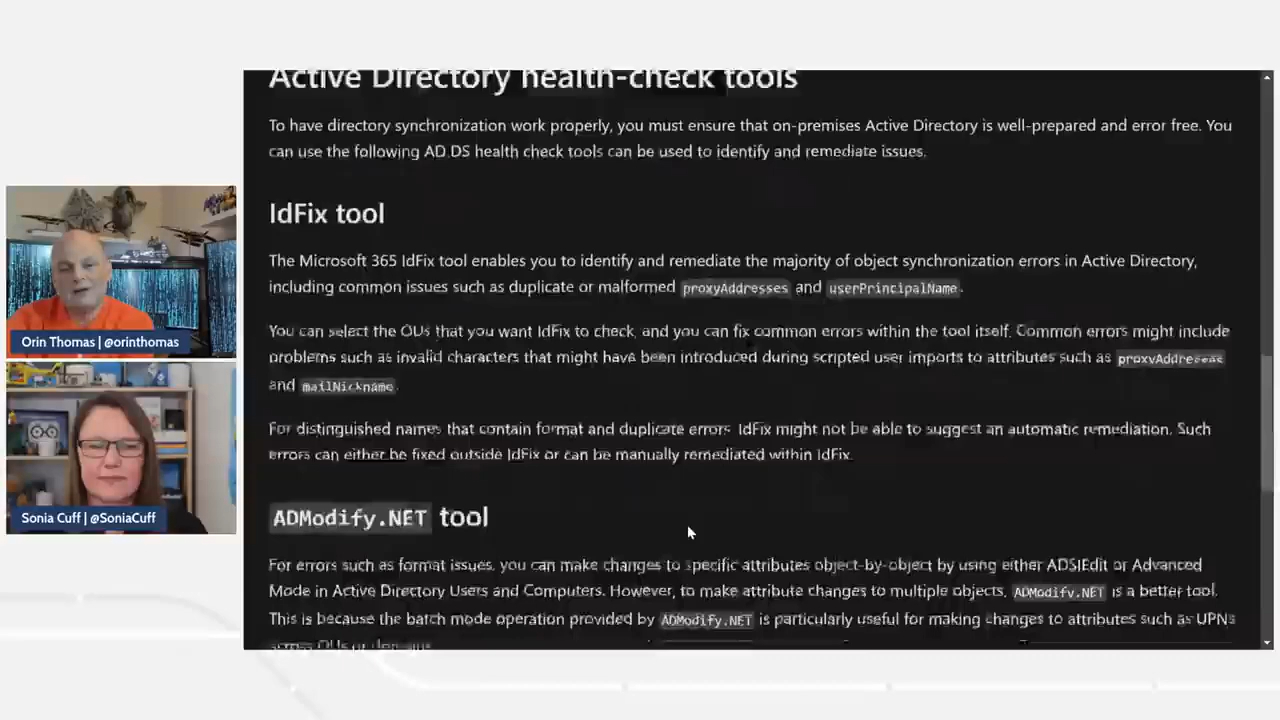 Active Directory health-check tools
To have directory synchronization work properly, you must ensure that on-premises Active Directory is well-prepared and error free. You
can use the following AD DS health check tools can be used to identify and remediate issues.
IdFix tool
The Microsoft 365 IdFix tool enables you to identify and remediate the majority of object synchronization errors in Active Directory,
including common issues such as duplicate or malformed proxyAddresses and userPrincipalName.
You can select the OUs that you want IdFix to check, and you can fix common errors within the tool itself. Common errors might include
problems such as invalid characters that might have been introduced during scripted user imports to attributes such as proxyAddresses
and mailNickname.
For distinguished names that contain format and duplicate errors, IdFix might not be able to suggest an automatic remediation. Such
errors can either be fixed outside IdFix or can be manually remediated within IdFix.
ADModify.NET tool
For errors such as format issues, you can make changes to specific attributes object-by-object by using either ADSIEdit or Advanced
Mode in Active Directory Users and Computers. However, to make attribute changes to multiple objects, ADModify.NET is a better tool.
This is because the batch mode operation provided by ADModify.NET is particularly useful for making changes to attributes such as UPNs
across OUs or domains
Orin Thomas | @orinthomas
Sonia Cuff | @SoniaCuff